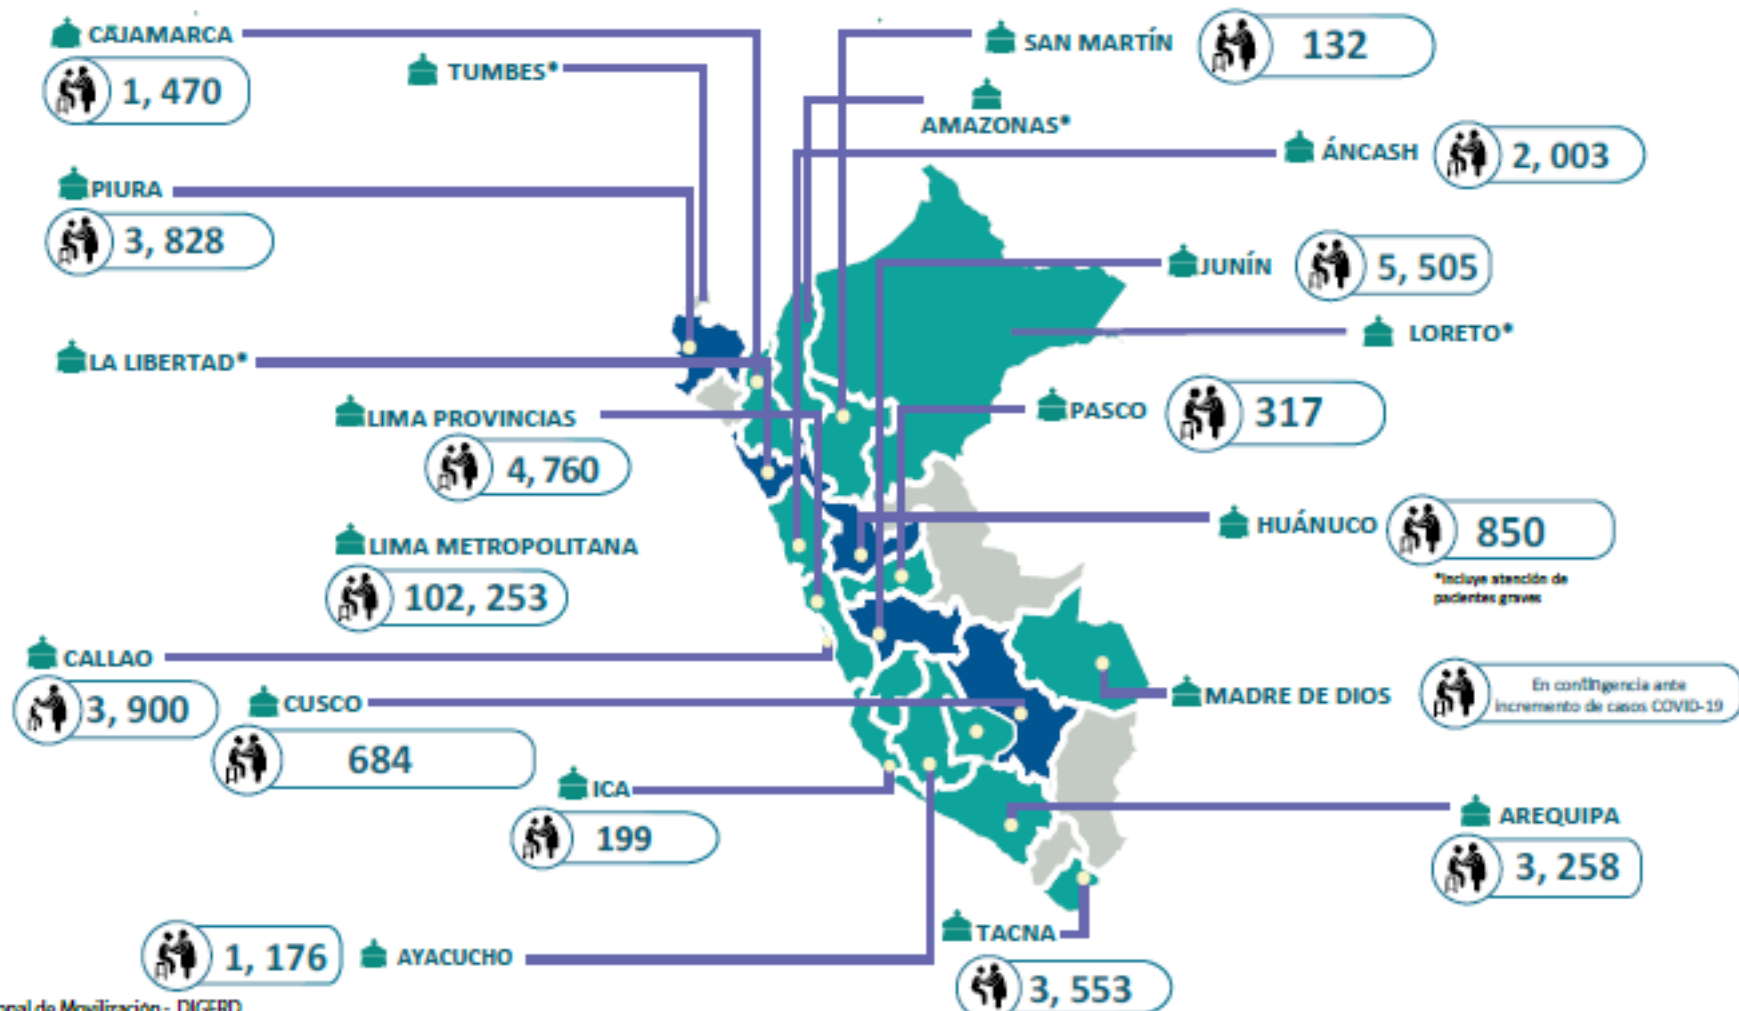 CAJAMARCA
1, 470
TUMBES*
SAN MARTÍN
132
AMAZONAS*
ÁNCASH
2, 003
PIURA
3, 828
JUNÍN
5, 505
LA LIBERTAD*
LORETO*
LIMA PROVINCIAS
4, 760
PASCO
317
LIMA METROPOLITANA
102, 253
HUÁNUCO
850
*Incluye atención de
pacientes graves
CALLAO
3, 900
CUSCO
684
MADRE DE DIOS
En contingencia ante
incremento de casos COVID-19
ICA
199
AREQUIPA
3, 258
1, 176
AYACUCHO
TACNA
3, 553
de Movilización - DIGERD